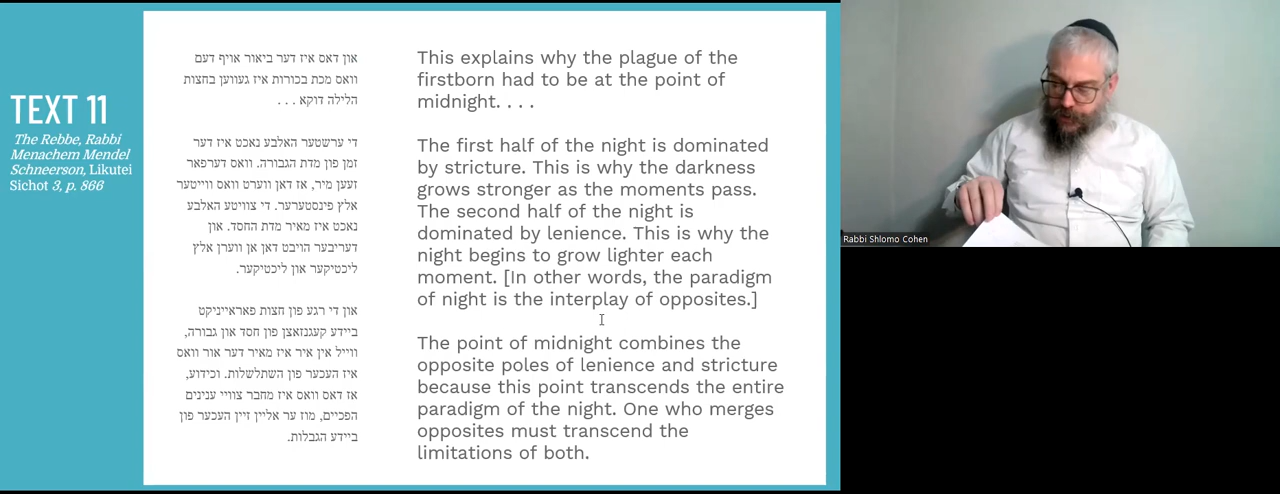 TEXT 11
The Rebbe, Rabbi
Menachem Mendel
Schneerson, Likutei
Sichot 3, p. 866
און דאס איז דער ביאור אויף דעם
וואס מכת בכורות איז געווען בחצות
הלילה דוקא . . .
די ערשטער האלבע נאכט איז דער
זמן פון מדת הגבורה. וואס דערפאר
זעען מיר, אז דאן ווערט וואס ווייטער
אלץ פינסטערער. די צווייטע האלבע
נאכט איז מאיר מדת החסד. און
דעריבער הויבט דאן אן ווערן אלץ
ליכטיקער און ליכטיקער.
און די רגע פון חצות פאראייניקט
ביידע קעגנזאצן פון חסד און גבורה,
ווייל אין איר איז מאיר דער אור וואס
איז העכער פון השתלשלות. וכידוע,
אז דאס וואס איז מחבר צוויי ענינים
הפכיים, מוז ער אליין זיין העכער פון
ביידע הגבלות.
This explains why the plague of the
firstborn had to be at the point of
midnight. . . .
The first half of the night is dominated
by stricture. This is why the darkness
grows stronger as the moments pass.
The second half of the night is
dominated by lenience. This is why the
night begins to grow lighter each
moment. [In other words, the paradigm
of night is the interplay of opposites.]
The point of midnight combines the
opposite poles of lenience and stricture
because this point transcends the entire
paradigm of the night. One who merges
opposites must transcend the
limitations of both.
Rabbi Shlomo Cohen